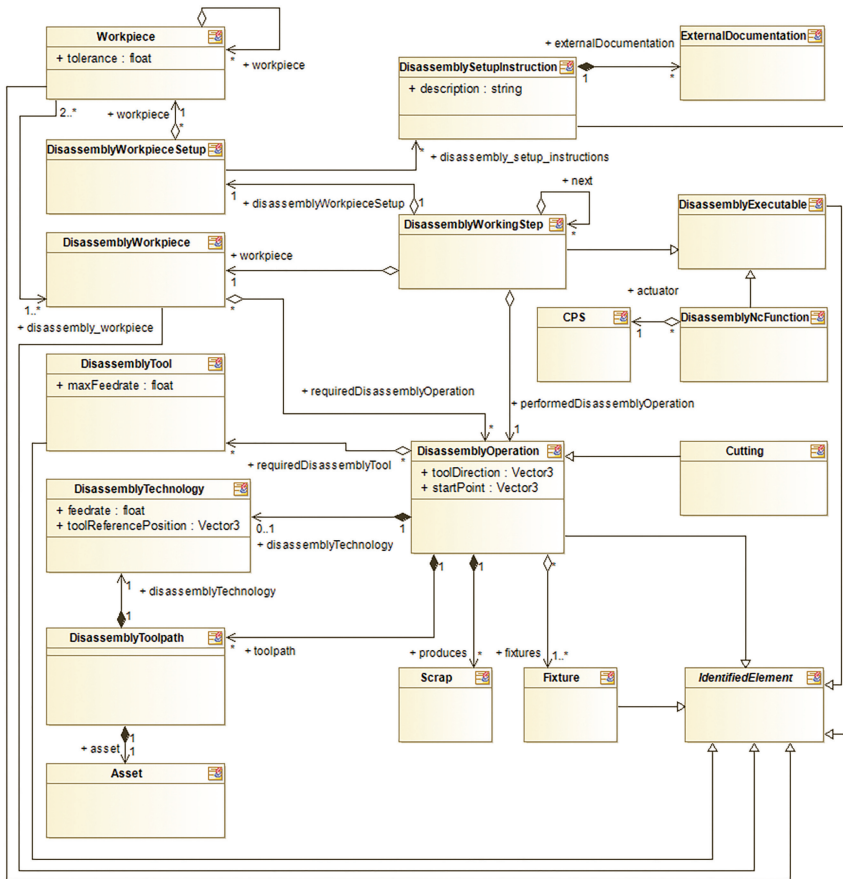 Workpiece
+ tolerance : float
*
+ workpiece
2..*
+ workpiece
1
*
DisassemblySetupInstruction
+ description : string
+ externalDocumentation
1
*
ExternalDocumentation
DisassemblyWorkpieceSetup
*
+ disassembly_setup_instructions
1
+ disassemblyWorkpieceSetup
1
+ next
*
DisassemblyWorkingStep
DisassemblyExecutable
DisassemblyWorkpiece
+ workpiece
1
1..*
*
+ disassembly_workpiece
+ actuator
CPS
1
*
DisassemblyNcFunction
DisassemblyTool
+ maxFeedrate : float
+ requiredDisassemblyOperation
*
+ performedDisassemblyOperation
1
*
+ requiredDisassemblyTool
*
DisassemblyOperation
+ toolDirection : Vector3
+ startPoint : Vector3
Cutting
DisassemblyTechnology
+ feedrate : float
+ toolReferencePosition : Vector3
0..1
1
+ disassemblyTechnology
1
+ disassemblyTechnology
1
1
1
*
DisassemblyToolpath
*
+ toolpath
+ produces
*
+ fixtures
1..*
Scrap
Fixture
IdentifiedElement
1
+ asset
1
Asset